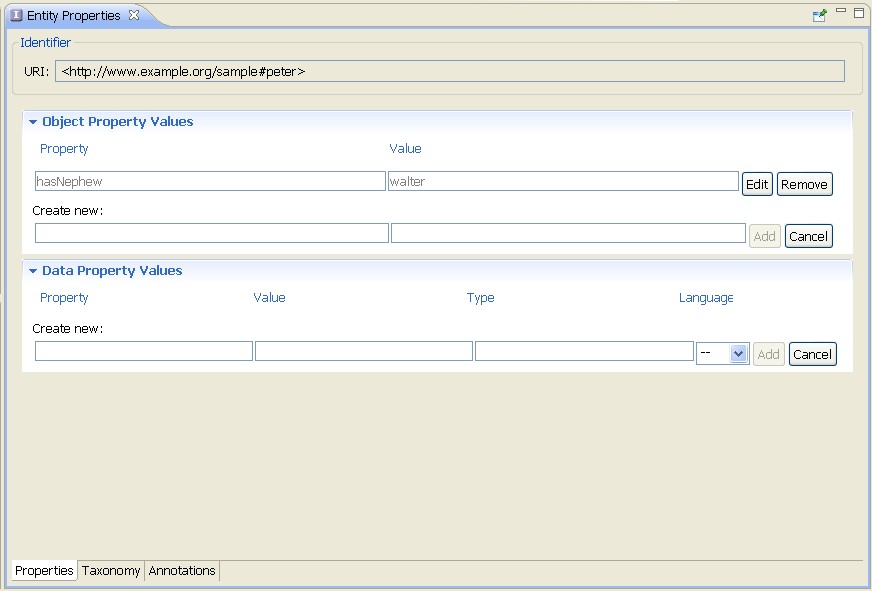 Entity Properties
Identifier
URI: <http://www.example.org/sample#peter>
Object Property Values
Property Value
hasNephew walter Edit Remove
Create new:
Add Cancel
Data Property Values
Property Value Type Language
Create new:
-- Add Cancel
Properties Taxonomy Annotations